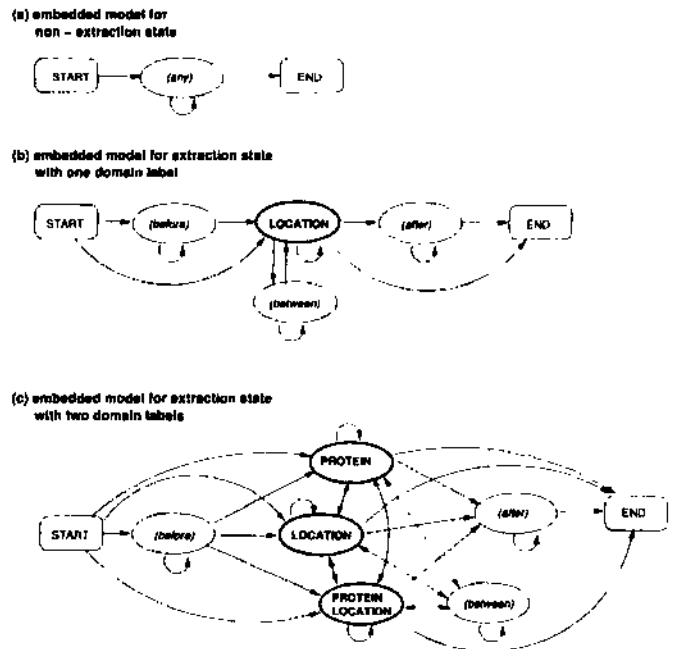 (a) embedded model for
non - extraction state
START
(any)
END
(b) embedded model for extraction state
with one domain label
START
(before)
LOCATION
(after)
END
(between)
(c) embedded model for extraction state
with two domain labels
PROTEIN
START
(before)
LOCATION
(after)
END
PROTEIN
LOCATION
(between)